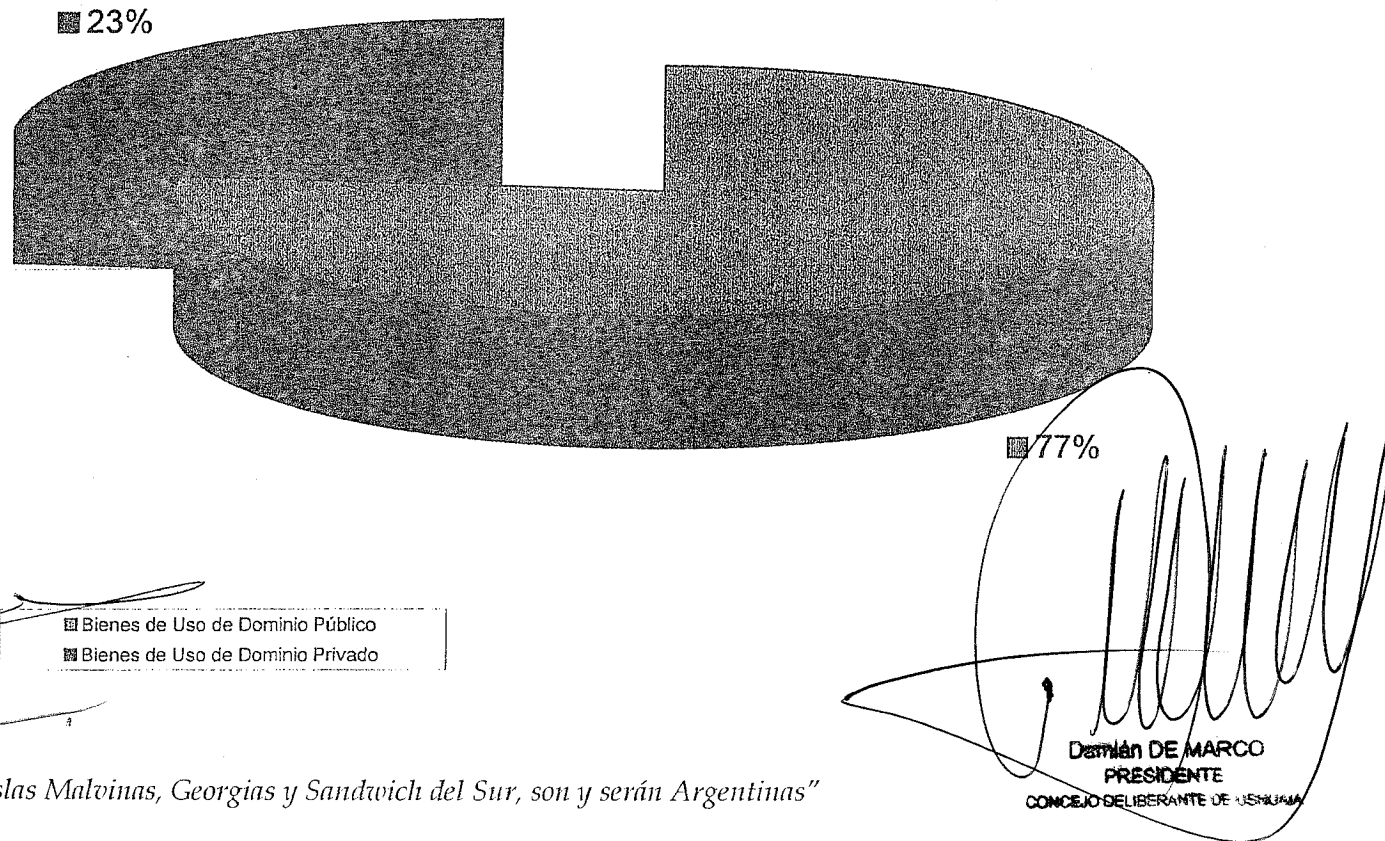 23%
77%
Bienes de Uso de Dominio Público
Bienes de Uso de Dominio Privado
slas Malvinas, Georgias y Sandwich del Sur, son y serán Argentinas”
Damián DE MARCO
PRESIDENTE
CONCEJO DELIBERANTE DE USHUAIA